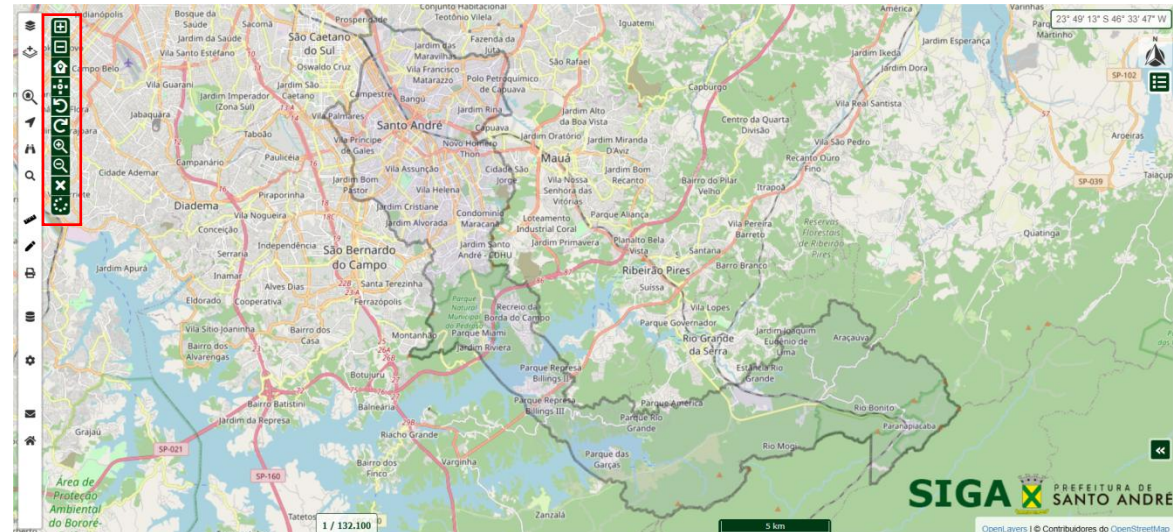 Indianópolis
Bosque da
Saúde
Sacomã
Prosperidade
Conjunto Habitacional
Teotônio Vilela
Fazenda da
Juta
Iguatemi
América
Varinhas
Martinho
23° 49' 13" S 46° 33' 47" W
N
Jardim da Saúde
Vila Santo Estéfano
São Caetano
do Sul
Jardim das
Maravilhas
São Rafael
Jardim Esperança
Jardim Ikeda
Jardim Dora
SP-102
Campo Belo
Oswaldo Cruz
Vila Francisco
Matarazzo
Polo Petroquímico
de Capuava
Capuburgo
Vila Guarani
Jardim Imperador
(Zona Sul)
Jardim São
Caetano
Campestre
Bangú
Jardim Rina
Jardim Alto
da Boa Vista
Vila Real Santista
Jabaquara
Vila Palmares
Santo André
Capuava
Centro da Quarta
Divisão
57
Aroeiras
Taboão
Vila Príncipe
de Gales
Novo Homero
Thon
Jardim Oratório
Jardim Miranda
D'Aviz
Vila São Pedro
Campanário
Paulicéia
Vila Assunção
Mauá
Recanto Ouro
Fino
Cidade Ademar
Jardim Bom
Pastor
Cidade São
Jorge
Vila Nossa
Senhora das
Vitórias
Jardim Bom
Recanto
Bairro do Pilar
Velho
Itrapoá
SP-039
Taiaçup
Piraporinha
Vila Helena
Diadema
Vila Nogueira
Jardim Cristiane
Condomínio
Maracanã
Parque Aliança
Conceição
Jardim Alvorada
Loteamento
Industrial Coral
Vila Pereira
Barreto
Reservas
Florestais
de Ribeirão
Pires
Quatinga
Serraria
Independência
São Bernardo
do Campo
Jardim Santo
André - CDHU
Jardim Primavera
Planalto Bela
Vista
Santana
Jardim Apurá
Inamar
Ribeirão Pires
Barro Branco
Alves Dias
Santa Terezinha
Suissa
Eldorado
Cooperativa
Ferrazópolis
Parque
Natural
Municipal
do Pedroso
Recreio da
Borda do Campo
Vila Lopes
Vila Sítio Joaninha
Bairro dos
Casa
Montanhão
Parque Miami
Parque Governador
Jardim Joaquim
Eugênio de
Lima
Araçauva
Bairro dos
Alvarengas
Jardim Riviera
Rio Grande
da Serra
Botujuru
Parque Represa
Billings II
Estância Rio
Grande
Bairro Batistini
Balneária
Parque Represa
Billings III
Parque América
Rio Bonito
Grajaú
Jardim da Represa
Riacho Grande
Parque Rio
Grande
Paranapiacaba
SP-021
Rio Mogi
Área de
Proteção
Ambiental
do Bororé-
SP-160
Bairro dos
Finco
Varginha
Parque das
Garças
SIGA
PREFEITURA DE
SANTO ANDRÉ
Tatetos
Zanzalá
1 / 132.100
5 km
OpenLayers | © Contribuidores do OpenStreetMap